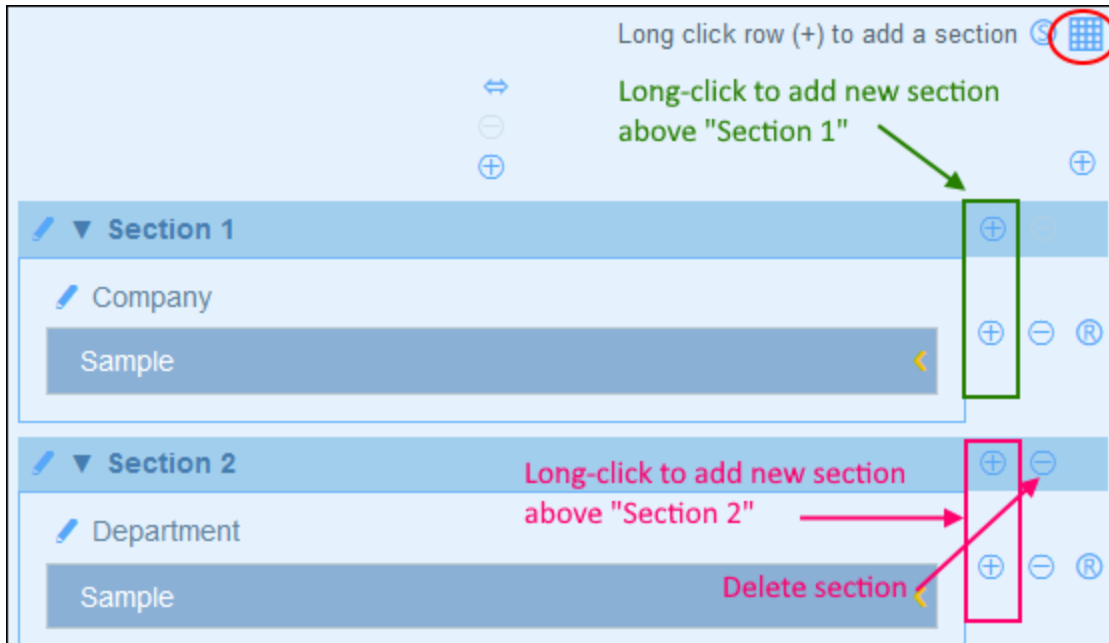 Long click row (+) to add a section Ⓢ
Long-click to add new section
above "Section 1"
▼ Section 1
Company
Sample
Ⓡ
▼ Section 2
Long-click to add new section
above "Section 2"
Department
Ⓡ
Delete section
Sample